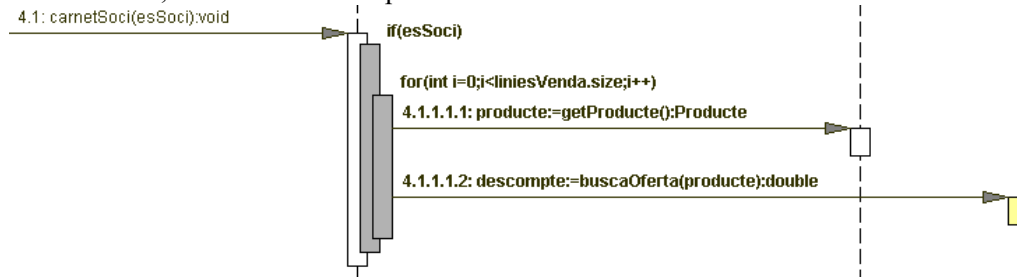 4.1: carnetSoci(esSoci):void
if(esSoci)
for(int i=0;i<liniesVenda.size;i++)
4.1.1.1.1: producte:=getProducte():Producte
4.1.1.1.2: descompte:=buscaOferta(producte):double